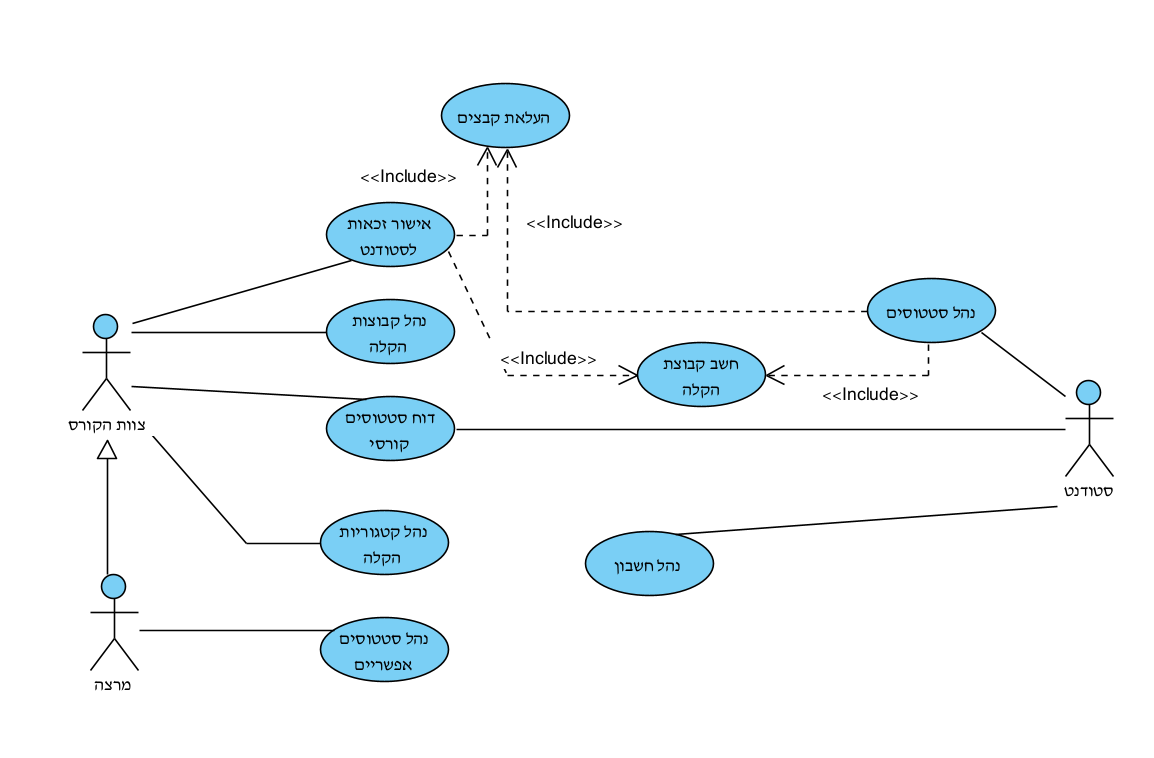 העלאת קבצים
<<Include>>
אישור זכאות
לסטודנט
<<Include>>
נהל סטטוסים
נהל קבוצות
הקלה
<<Include>>
חשב קבוצת
הקלה
<<Include>>
דוח סטטוסים
קורסי
צוות הקורס
סטודנט
נהל קטגוריות
הקלה
נהל חשבון
נהל סטטוסים
אפשריים
מרצה